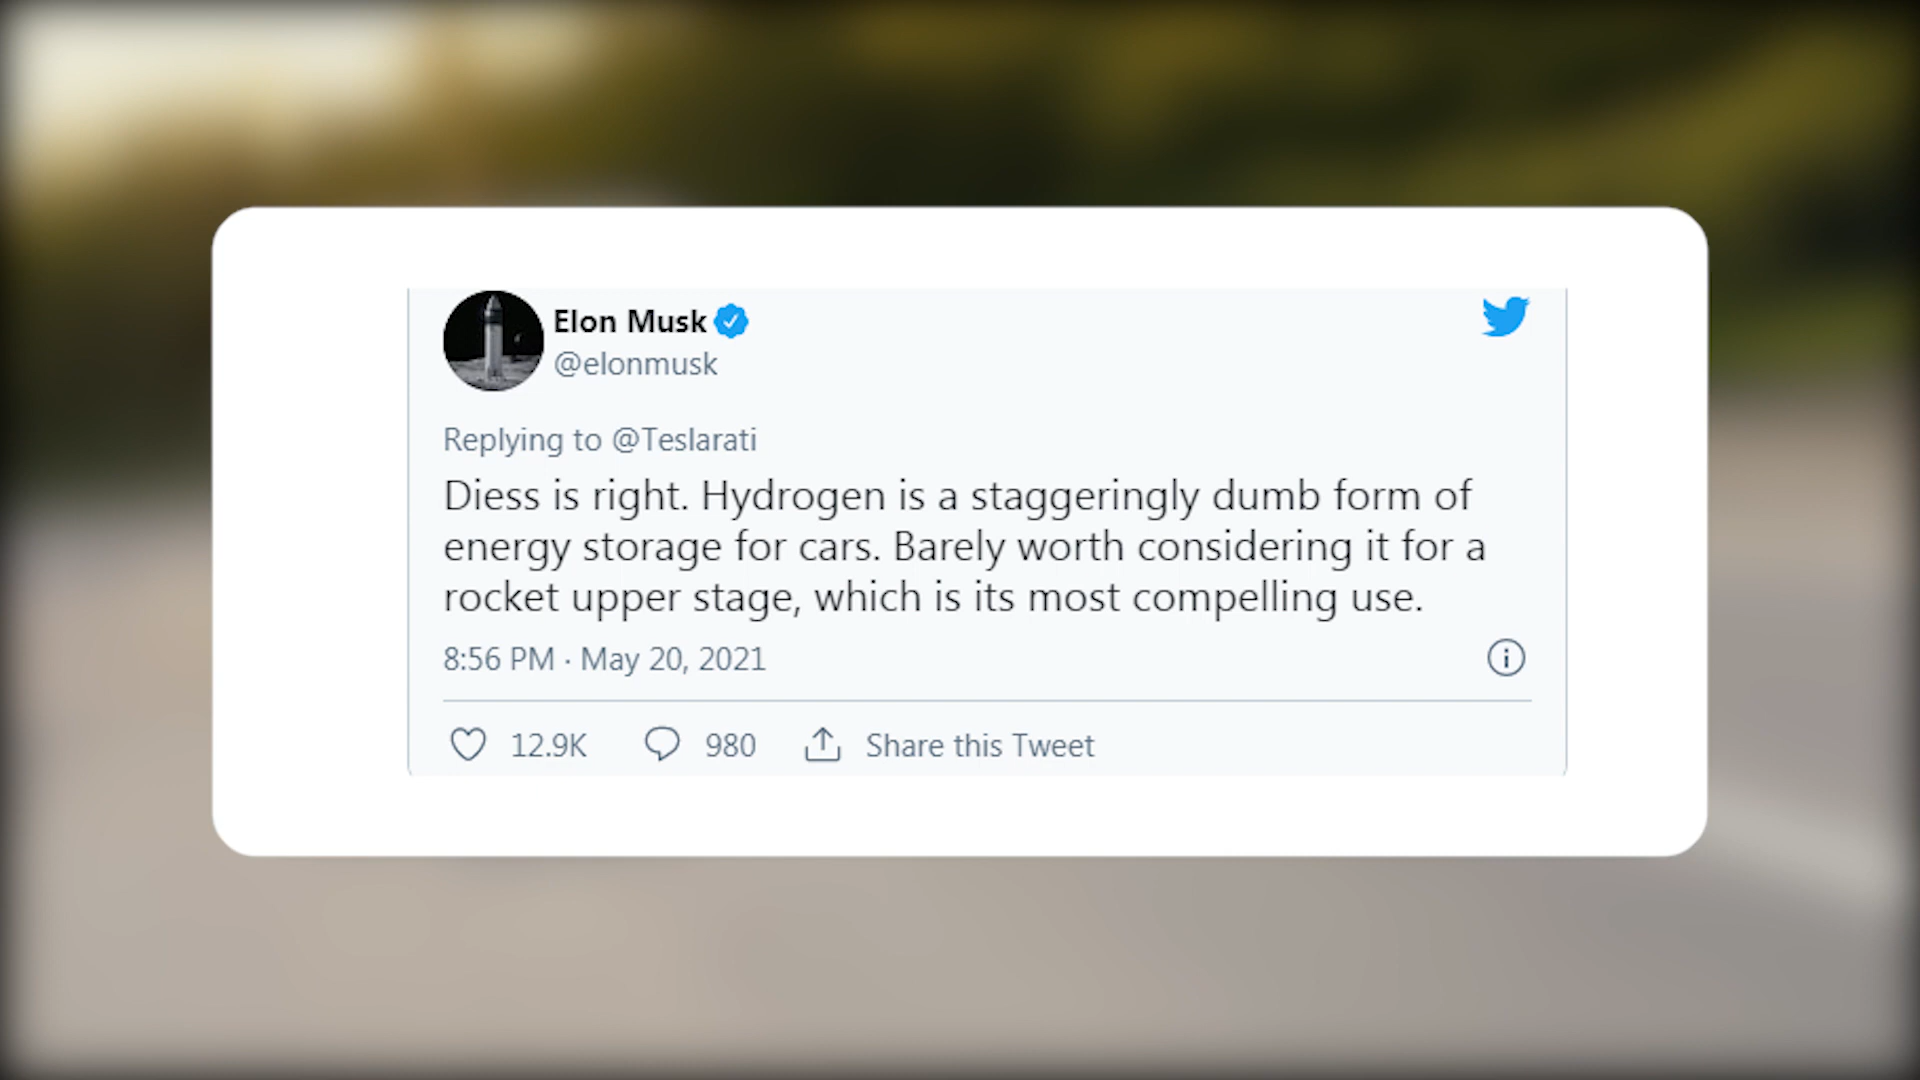 Elon Musk
@elonmusk
Replying to @Teslarati
Diess is right. Hydrogen is a staggeringly dumb form of
energy storage for cars. Barely worth considering it for a
rocket upper stage, which is its most compelling use.
8:56 PM · May 20, 2021
12.9K 980 Share this Tweet